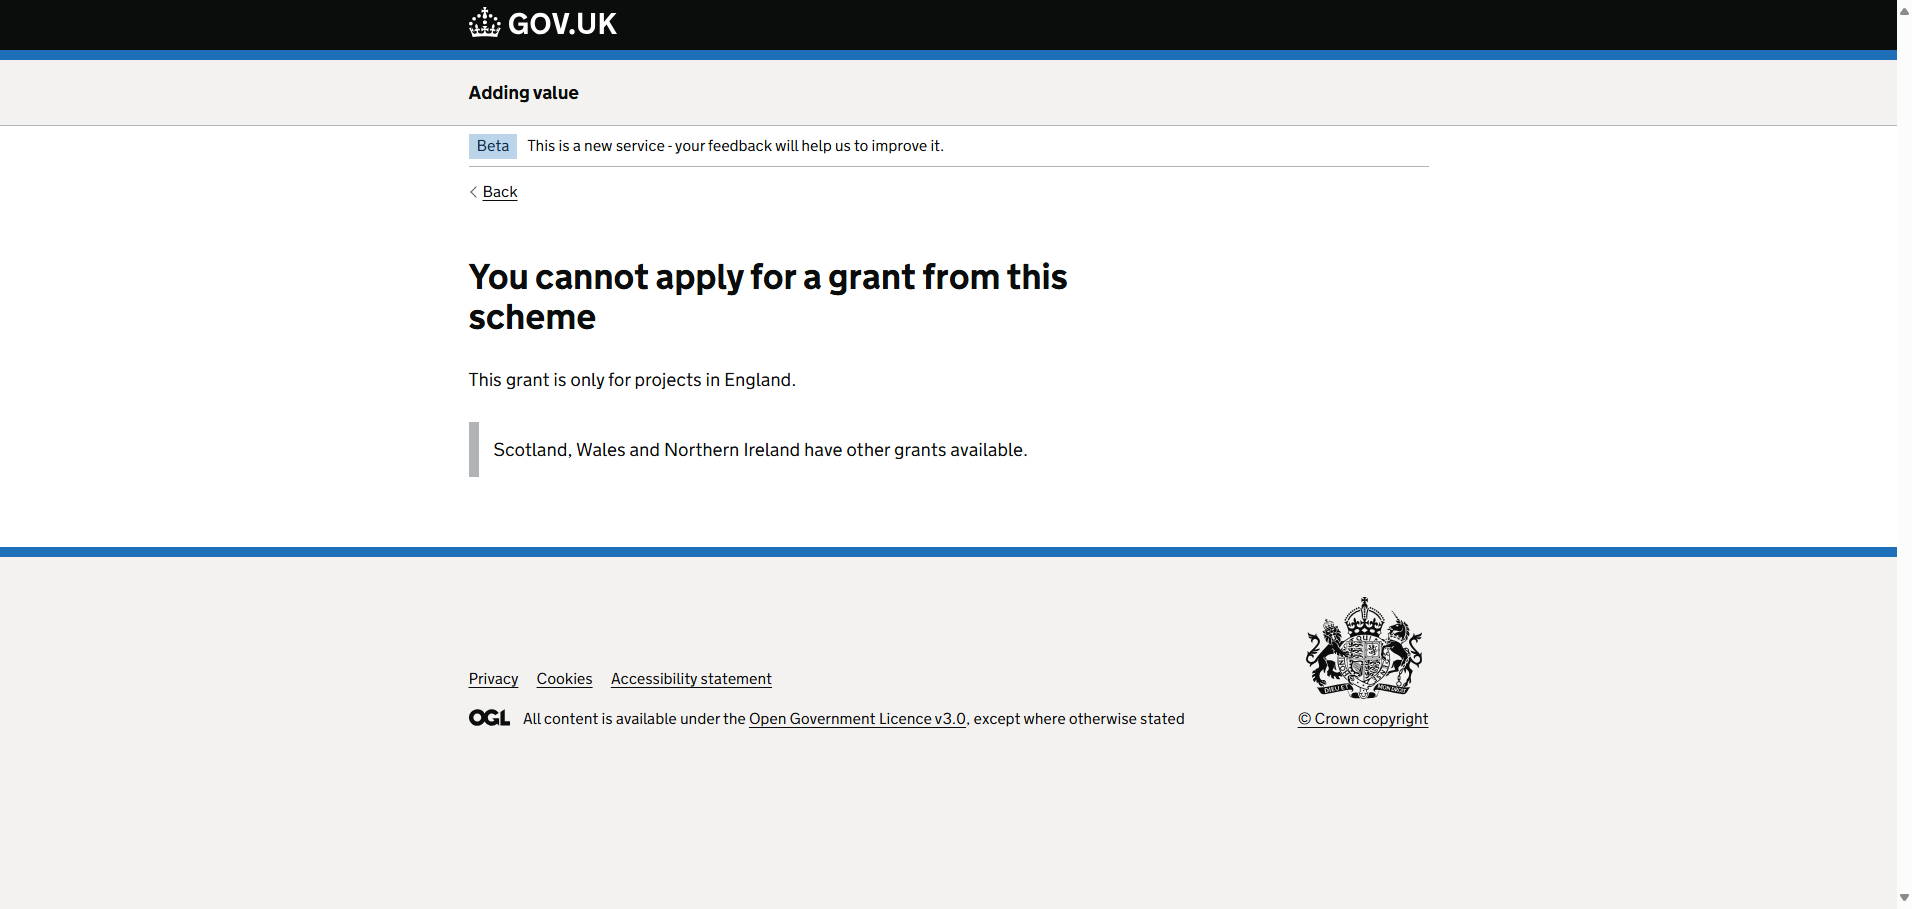 GOV.UK
Adding value
Beta This is a new service - your feedback will help us to improve it.
Back
You cannot apply for a grant from this
scheme
This grant is only for projects in England.
Scotland, Wales and Northern Ireland have other grants available.
Privacy Cookies Accessibility statement
OGL All content is available under the Open Government Licence v3.0, except where otherwise stated
© Crown copyright